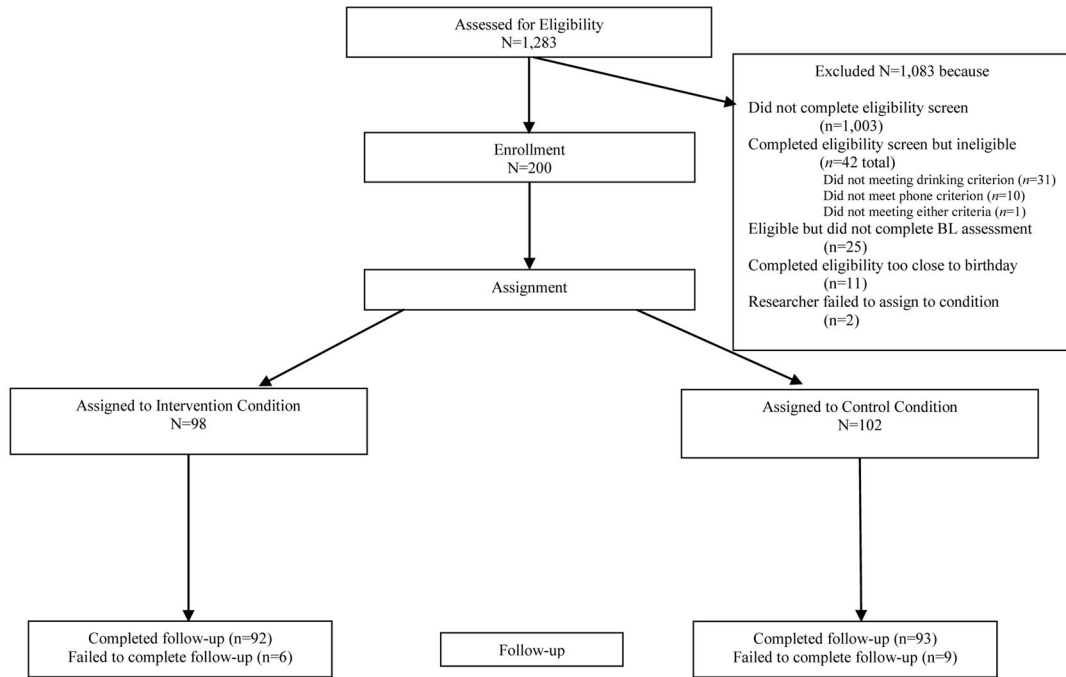 Assessed for Eligibility
N=1,283
Excluded N=1,083 because
Did not complete eligibility screen
(n=1,003)
Completed eligibility screen but ineligible
(n=42 total)
Did not meeting drinking criterion (n=31)
Did not meet phone criterion (n=10)
Did not meeting either criteria (n=1)
Eligible but did not complete BL assessment
(n=25)
Completed eligibility too close to birthday
(n=11)
Researcher failed to assign to condition
(n=2)
Enrollment
N=200
Assignment
Assigned to Intervention Condition
N=98
Assigned to Control Condition
N=102
Completed follow-up (n=92)
Failed to complete follow-up (n=6)
Follow-up
Completed follow-up (n=93)
Failed to complete follow-up (n=9)